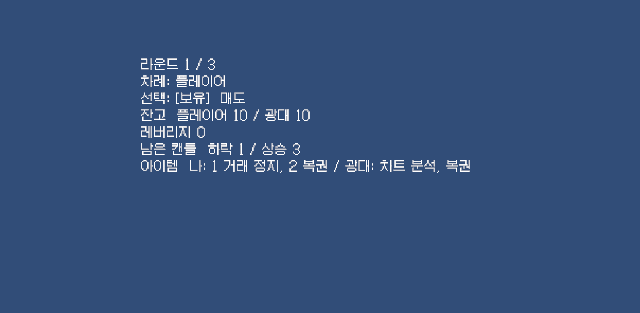 라운드 1 / 3
차례: 플레이어
선택: [보유]  매도
잔고  플레이어 10 / 광대 10
레버리지 0
남은 캔들  하락 1 / 상승 3
아이템  나: 1 거래 정지, 2 복권 / 광대: 차트 분석, 복권